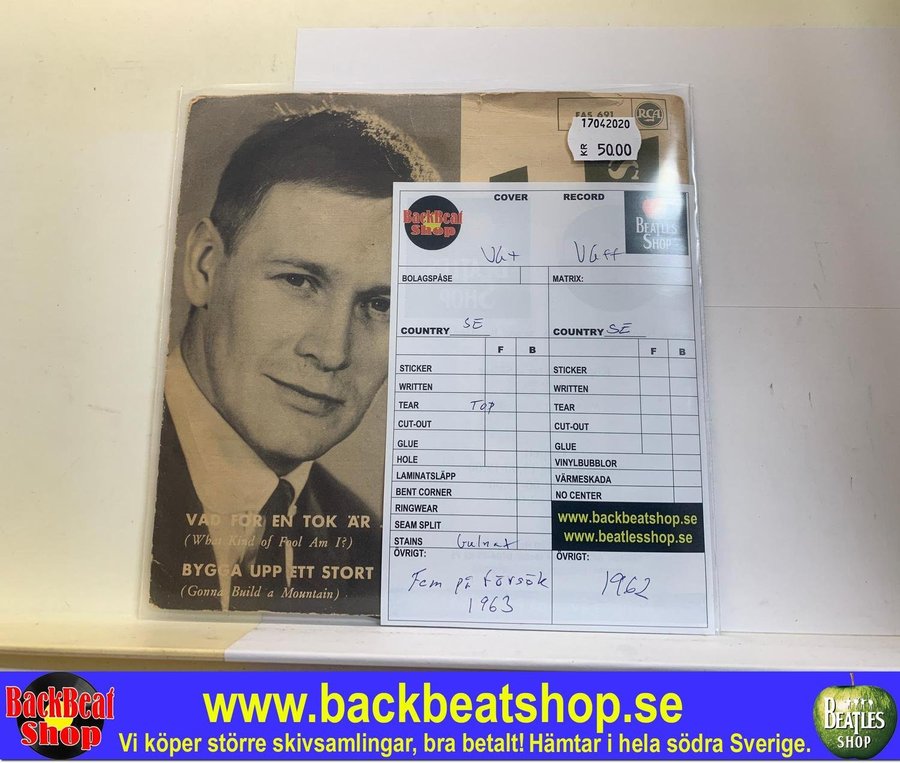 FAS 691
RCA
17042020
KR 50.00
S
VAD FÖR EN TOK ÄR
(What Kind of Fool Am I?)
BYGGA UPP ETT STORT
(Gonna Build a Mountain)
BackBeat Shop
COVER
RECORD
BEATLES SHOP
VG+
VG++
BOLAGSPÅSE
MATRIX:
COUNTRY SE
COUNTRY SE
F B
F B
STICKER
STICKER
WRITTEN
WRITTEN
TEAR TOP
TEAR
CUT-OUT
CUT-OUT
GLUE
GLUE
HOLE
VINYLBUBBLOR
LAMINATSLÄPP
VÄRMESKADA
BENT CORNER
NO CENTER
RINGWEAR
www.backbeatshop.se
SEAM SPLIT
www.beatlesshop.se
STAINS Gulnat
ÖVRIGT:
ÖVRIGT:
Fem på försök
1963
1962
BackBeat Shop
www.backbeatshop.se
Vi köper större skivsamlingar, bra betalt! Hämtar i hela södra Sverige.
BEATLES SHOP